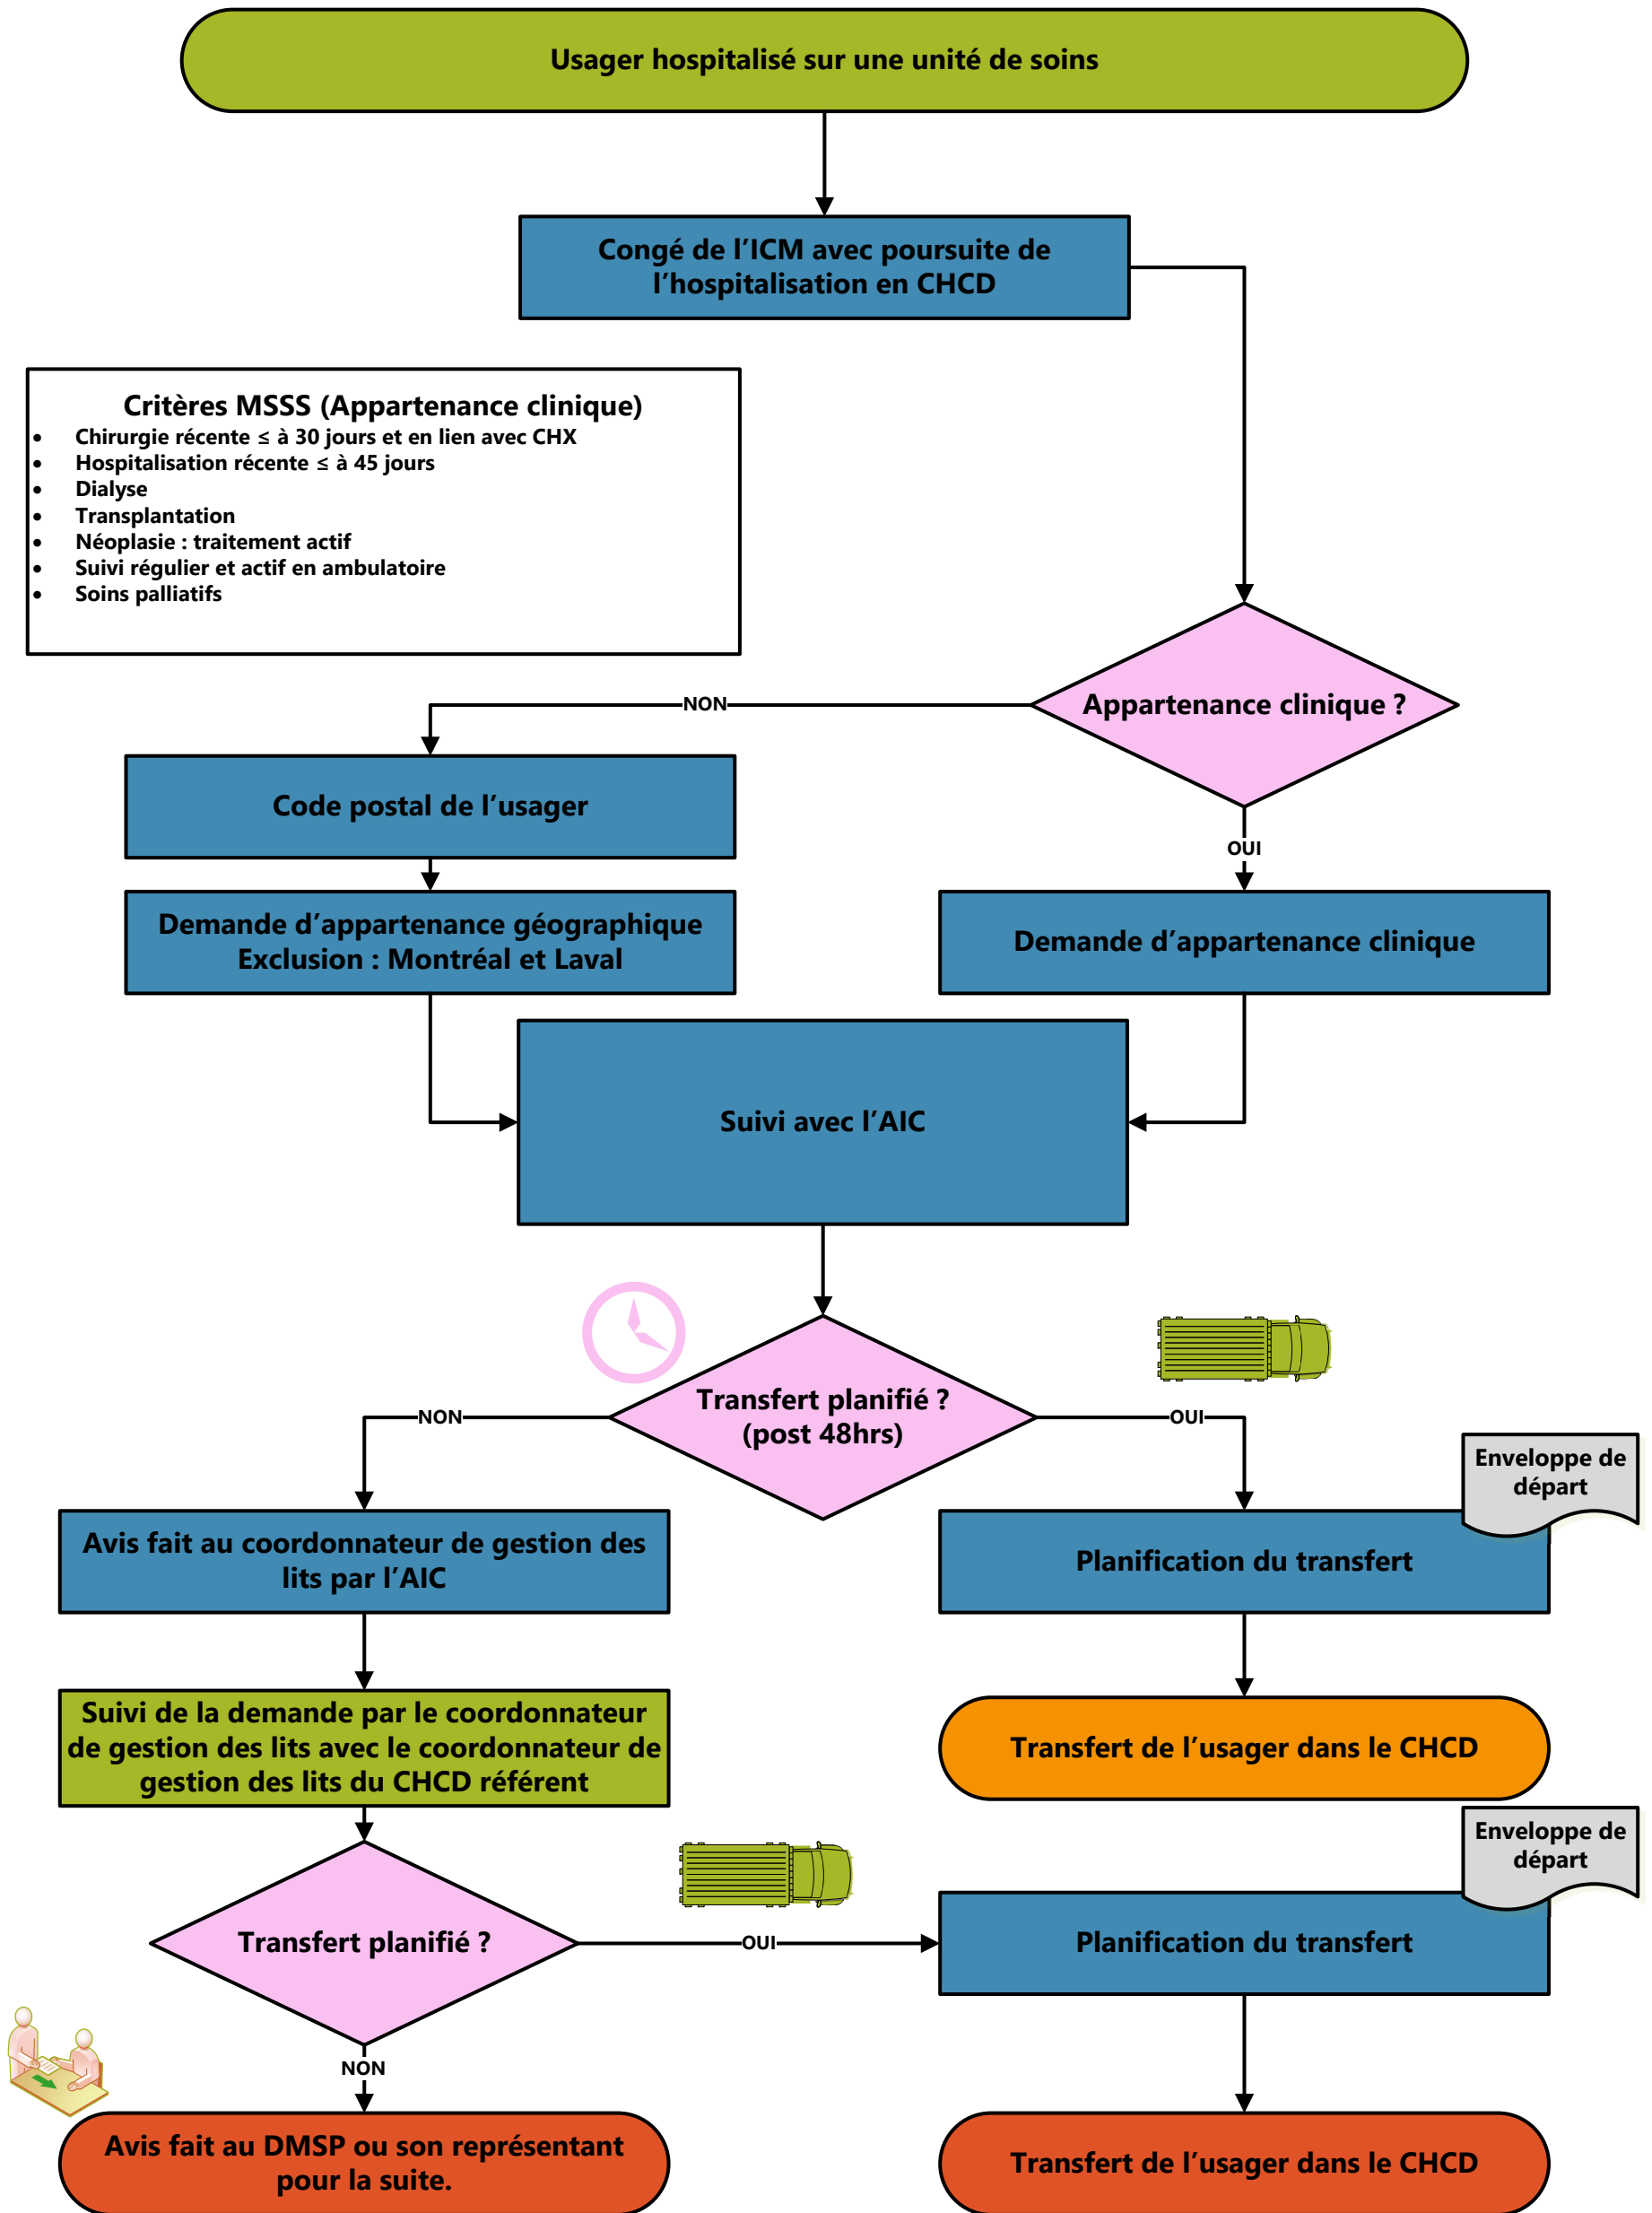 Usager hospitalisé sur une unité de soins
Congé de l’ICM avec poursuite de
l’hospitalisation en CHCD
Critères MSSS (Appartenance clinique)
• Chirurgie récente ≤ à 30 jours et en lien avec CHX
• Hospitalisation récente ≤ à 45 jours
• Dialyse
• Transplantation
• Néoplasie : traitement actif
• Suivi régulier et actif en ambulatoire
• Soins palliatifs
Appartenance clinique ?
NON
Code postal de l’usager
OUI
Demande d’appartenance géographique
Exclusion : Montréal et Laval
Demande d’appartenance clinique
Suivi avec l’AIC
Transfert planifié ?
(post 48hrs)
NON
OUI
Enveloppe de
départ
Avis fait au coordonnateur de gestion des
lits par l’AIC
Planification du transfert
Suivi de la demande par le coordonnateur
de gestion des lits avec le coordonnateur de
gestion des lits du CHCD référent
Transfert de l’usager dans le CHCD
Enveloppe de
départ
Transfert planifié ?
OUI
Planification du transfert
NON
Avis fait au DMSP ou son représentant
pour la suite.
Transfert de l’usager dans le CHCD